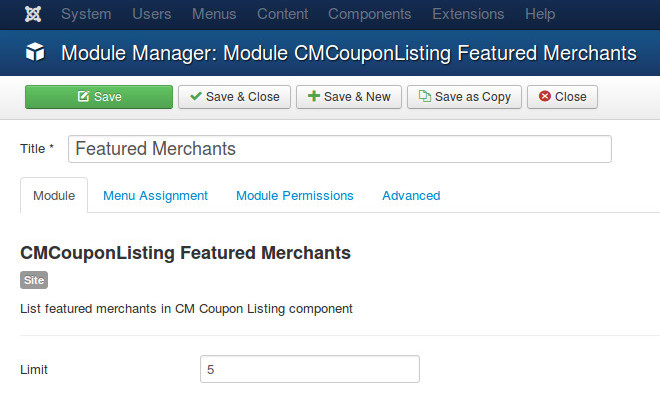 System Users Menus Content Components Extensions Help
Module Manager: Module CMCouponListing Featured Merchants
Save Save & Close Save & New Save as Copy Close
Title * Featured Merchants
Module Menu Assignment Module Permissions Advanced
CMCouponListing Featured Merchants
Site
List featured merchants in CM Coupon Listing component
Limit 5